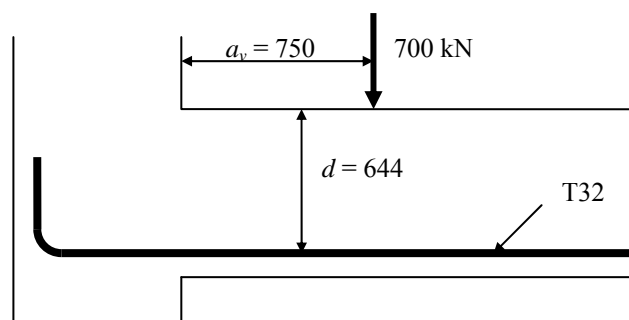 a_v = 750
700 kN
d = 644
T32